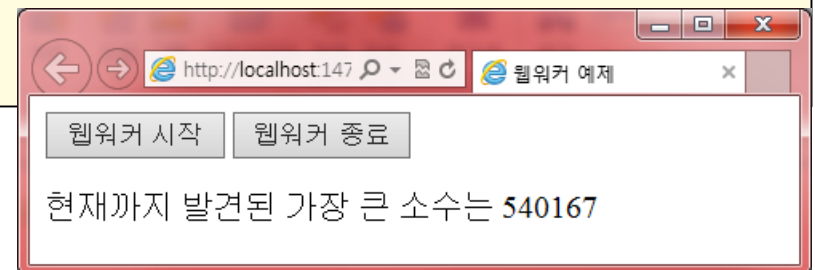 http://localhost:147
웹워커 예제
웹워커 시작 웹워커 종료
현재까지 발견된 가장 큰 소수는 540167